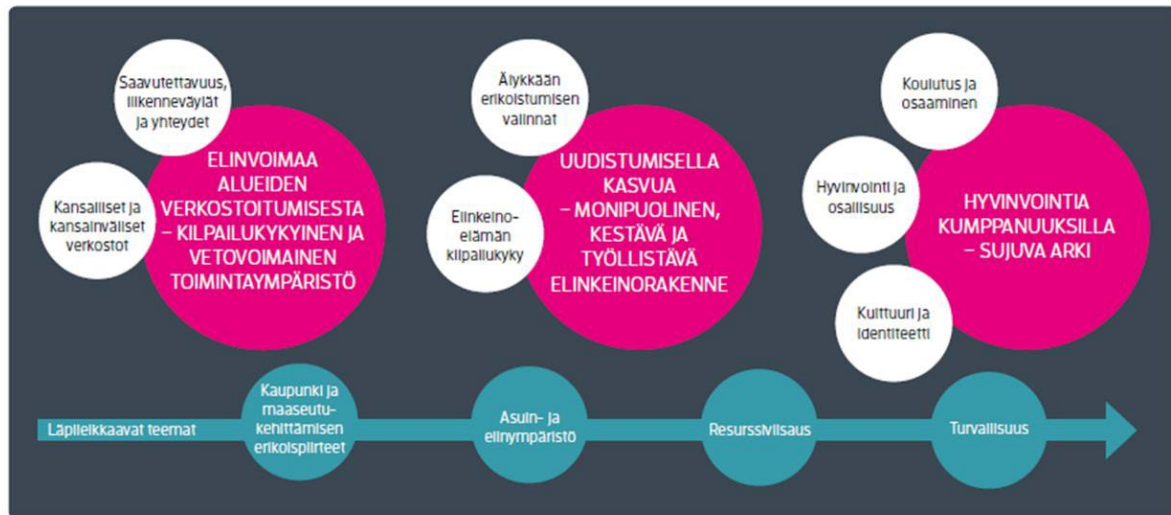 Saavutettavuus,
liikenneväylät
ja yhteydet
Kansalliset ja
kansainväliset
verkostot
ELINVOIMAA
ALUEIDEN
VERKOSTOITUMISESTA
– KILPAILUKYKYINEN JA
VETOVOIMAINEN
TOIMINTAYMPÄRISTÖ
Älykkään
erikoistumisen
valinnat
Elinkeino-
elämän
kilpailukyky
UUDISTUMISELLA
KASVUA
– MONIPUOLINEN,
KESTÄVÄ JA
TYÖLLISTÄVÄ
ELINKEINORAKENNE
Koulutus ja
osaaminen
Hyvinvointi ja
osallisuus
Kulttuuri ja
identiteetti
HYVINVOINTIA
KUMPPANUUKSILLA
– SUJUVA ARKI
Läpileikkaavat teemat
Kaupunki ja
maaseutu-
kehittämisen
erikoispiirteet
Asuin- ja
elinympäristö
Resurssiviisaus
Turvallisuus